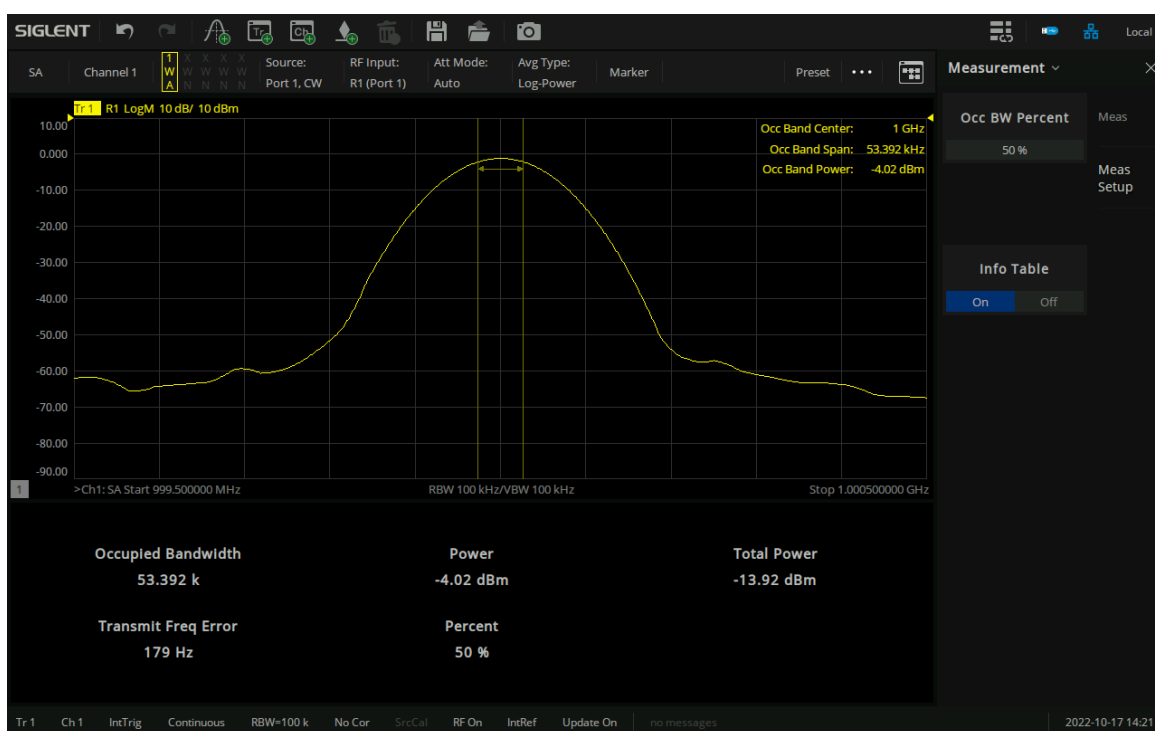 SIGLENT
Tr
Ch
Local
SA
Channel 1
1 X X X X
W W W W W
A N N N N
Source:
Port 1, CW
RF Input:
R1 (Port 1)
Att Mode:
Auto
Avg Type:
Log-Power
Marker
Preset
Measurement
Tr 1 R1 LogM 10 dB/ 10 dBm
10.00
0.000
-10.00
-20.00
-30.00
-40.00
-50.00
-60.00
-70.00
-80.00
-90.00
Occ Band Center: 1 GHz
Occ Band Span: 53.392 kHz
Occ Band Power: -4.02 dBm
1
>Ch1: SA Start 999.500000 MHz
RBW 100 kHz/VBW 100 kHz
Stop 1.000500000 GHz
Occ BW Percent
50 %
Meas
Meas
Setup
Info Table
On Off
Occupied Bandwidth
53.392 k
Power
-4.02 dBm
Total Power
-13.92 dBm
Transmit Freq Error
179 Hz
Percent
50 %
Tr 1 Ch 1 IntTrig Continuous RBW=100 k No Cor SrcCal RF On IntRef Update On no messages 2022-10-17 14:21